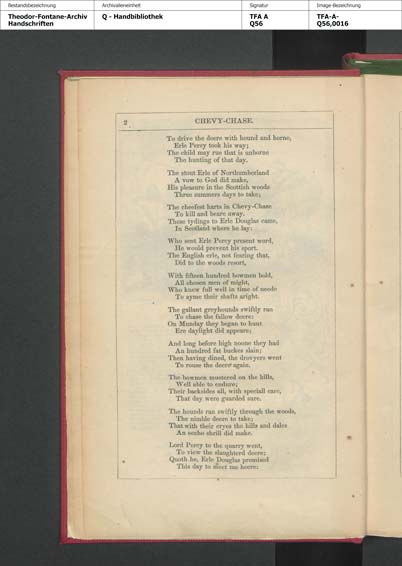 Bestandsbezeichnung
Archivalieneinheit
Signatur
Image-Bezeichnung
Theodor-Fontane-Archiv
Handschriften
Q - Handbibliothek
TFA A
Q56
TFA-A-
Q56,0016
2
CHEVY-CHASE.
To drive the deere with hound and horne,
Erle Percy took his way;
The child may rue that is unborne
The hunting of that day.
The stout Erle of Northumberland
A vow to God did make,
His pleasure in the Scottish woods
Three summers days to take;
The cheefest harts in Chevy-Chase
To kill and beare away.
These tydings to Erle Douglas came,
In Scotland where he lay:
Who sent Erle Percy present word,
He would prevent his sport.
The English erle, not fearing that,
Did to the woods resort,
With fifteen hundred bowmen bold,
All chosen men of might,
Who knew full well in time of neede
To ayme their shafts aright.
The gallant greyhounds swiftly ran
To chase the fallow deere:
On Munday they began to hunt
Ere daylight did appeare;
And long before high noone they had
An hundred fat buckes slain;
Then having dined, the drovyers went
To rouse the deere again.
The bowmen mustered on the hills,
Well able to endure;
Their backsides all, with speciall care,
That day were guarded sure.
The hounds ran swiftly through the woods,
The nimble deere to take;
That with their cryes the hills and dales
An eccho shrill did make.
Lord Percy to the quarry went,
To view the slaughterd deere;
Quoth he, Erle Douglas promised
This day to meet me heere: